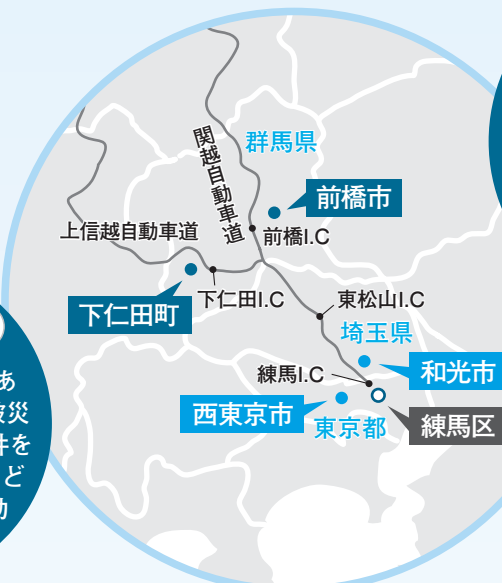 関越自動車道
群馬県
前橋市
上信越自動車道
前橋I.C
下仁田I.C
下仁田町
東松山I.C
埼玉県
練馬I.C
和光市
西東京市
東京都
練馬区
あ
災
件を
ど